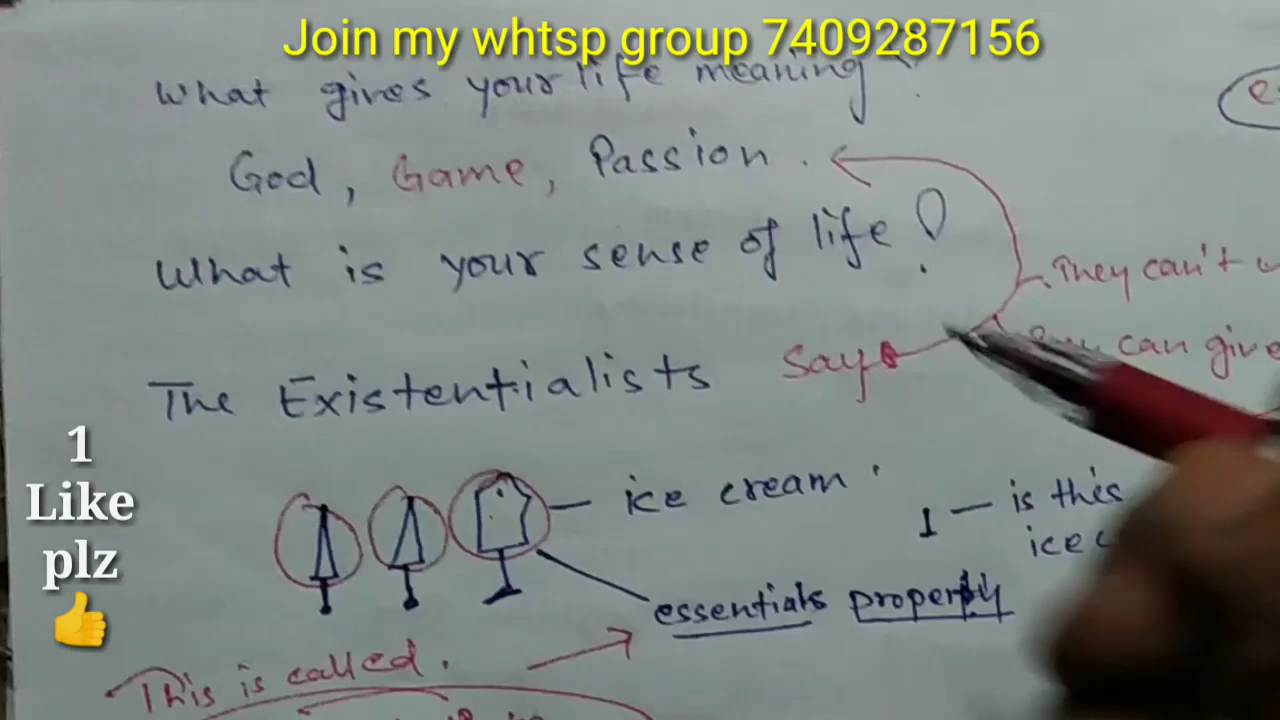 Join my whtsp group 7409287156
What gives your life meaning?
God, Game, Passion.
What is your sense of life?
They can't
The Existentialists says
can give
ice cream
1 — is this
ice c
essentials property
This is called.
1
Like
plz